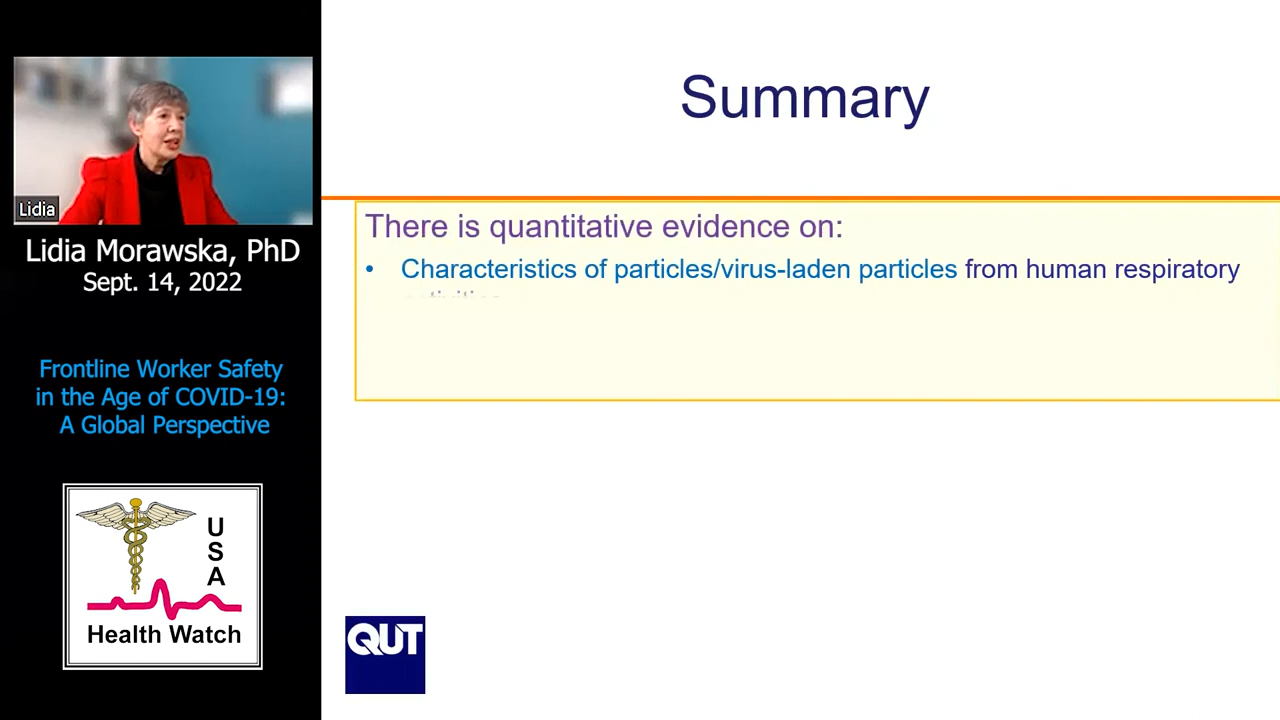 Summary
Lidia
Lidia Morawska, PhD
Sept. 14, 2022
Frontline Worker Safety
in the Age of COVID-19:
A Global Perspective
USA
Health Watch
There is quantitative evidence on:
• Characteristics of particles/virus-laden particles from human respiratory
QUT